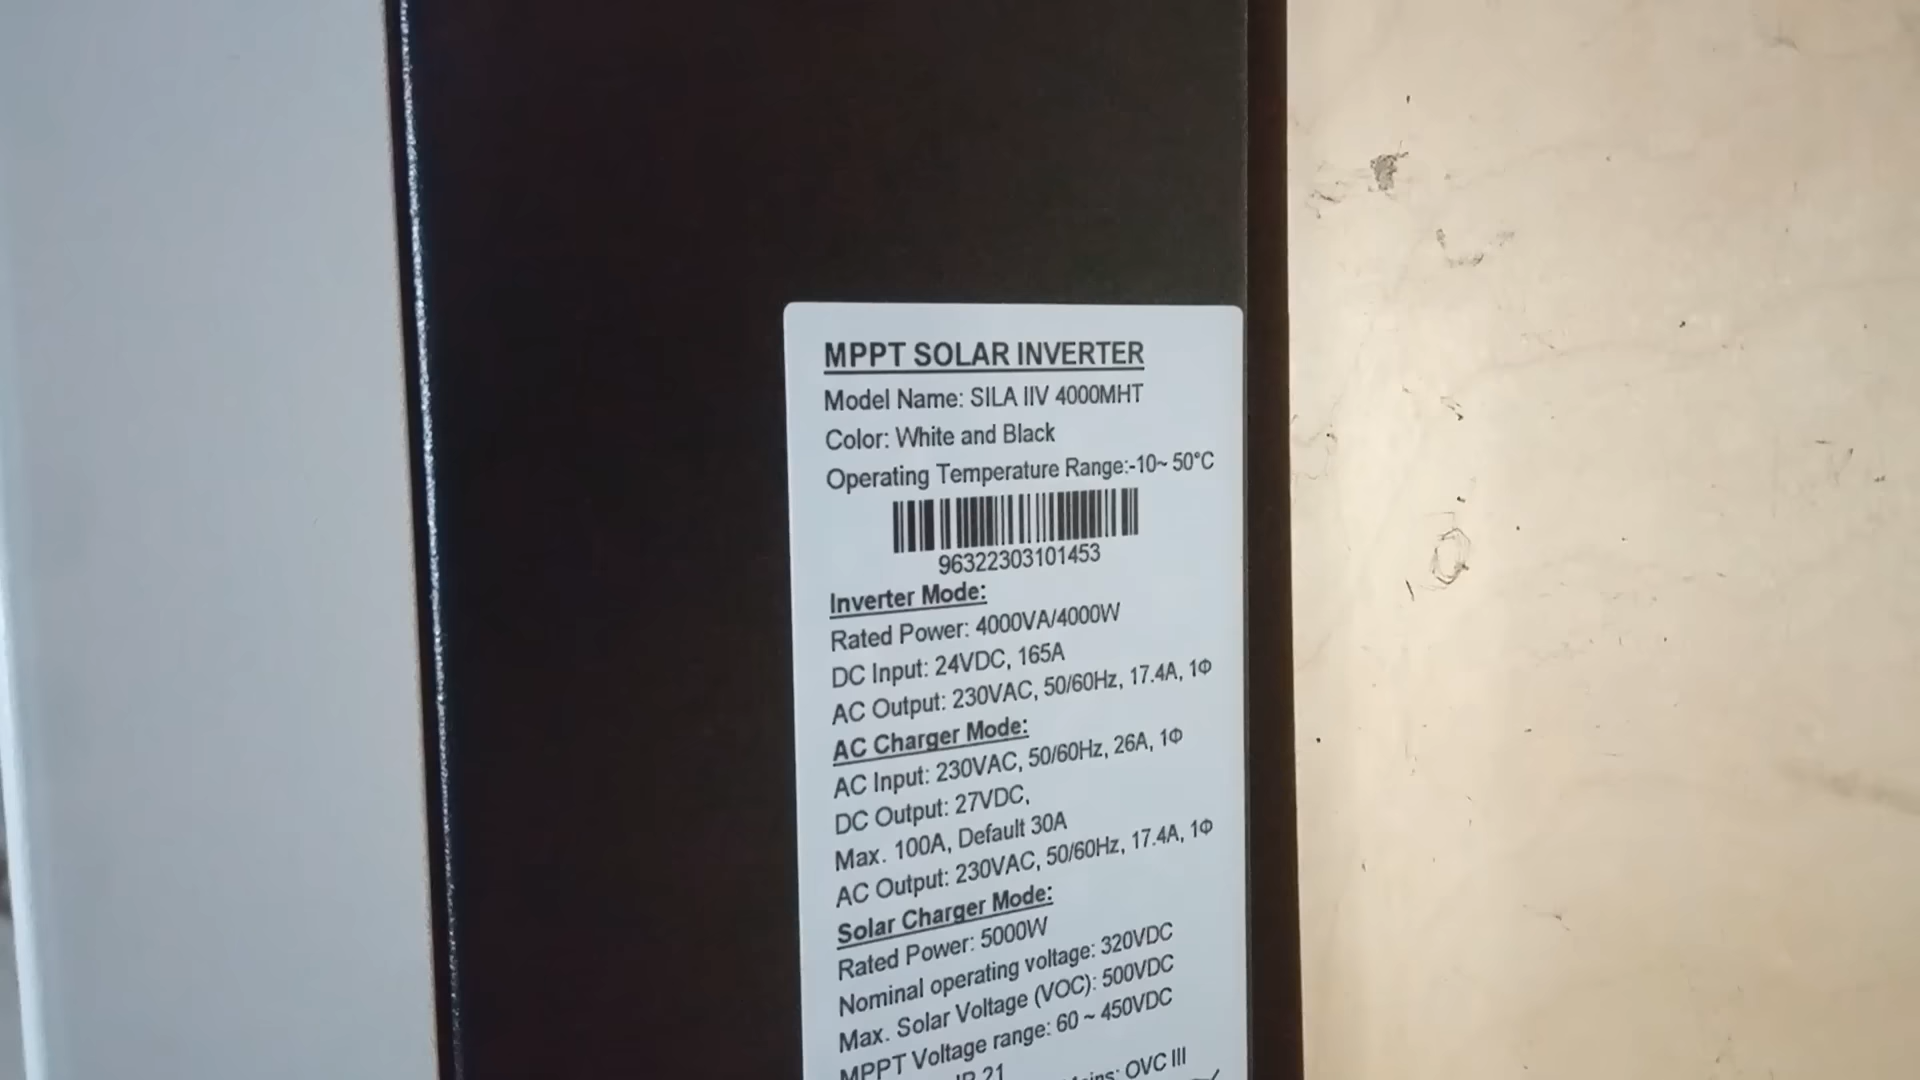 MPPT SOLAR INVERTER
Model Name: SILA IIV 4000MHT
Color: White and Black
Operating Temperature Range:-10~ 50°C
96322303101453
Inverter Mode:
Rated Power: 4000VA/4000W
DC Input: 24VDC, 165A
AC Output: 230VAC, 50/60Hz, 17.4A, 1Φ
AC Charger Mode:
AC Input: 230VAC, 50/60Hz, 26A, 1Φ
DC Output: 27VDC,
Max. 100A, Default 30A
AC Output: 230VAC, 50/60Hz, 17.4A, 1Φ
Solar Charger Mode:
Rated Power: 5000W
Nominal operating voltage: 320VDC
Max. Solar Voltage (VOC): 500VDC
MPPT Voltage range: 60 ~ 450VDC
21 OVC III